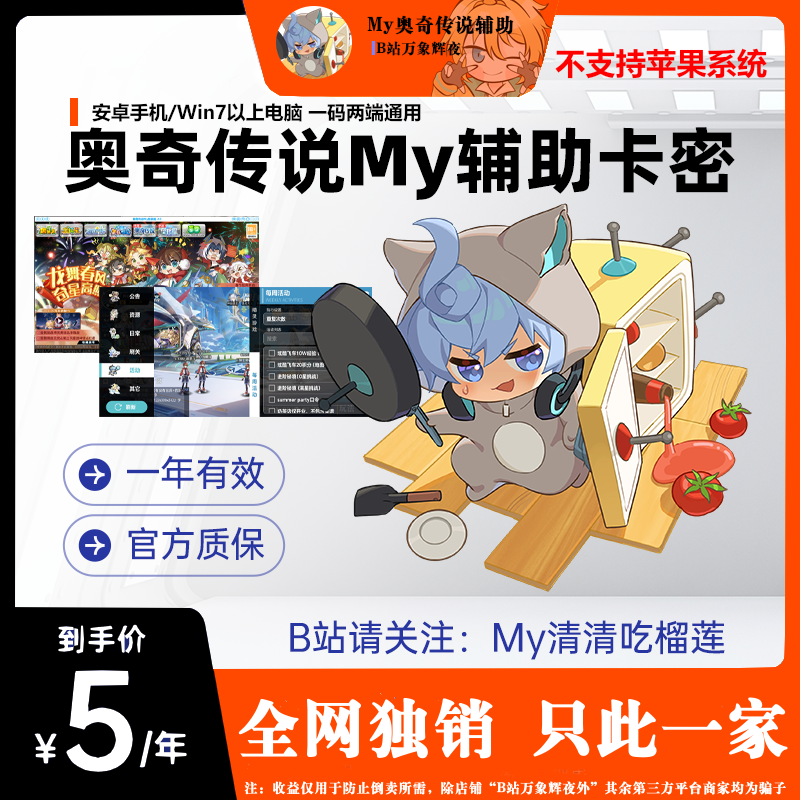 My奥奇传说辅助
B站万象辉夜
不支持苹果系统
安卓手机/Win7以上电脑 一码两端通用
奥奇传说My辅助卡密
公告
资源
日常
刷关
活动
其它
每周活动
一年有效
官方质保
到手价
¥5/年
B站请关注：My清清吃榴莲
全网独销 只此一家
注：收益仅用于防止倒卖所需，除店铺“B站万象辉夜外”其余第三方平台商家均为骗子